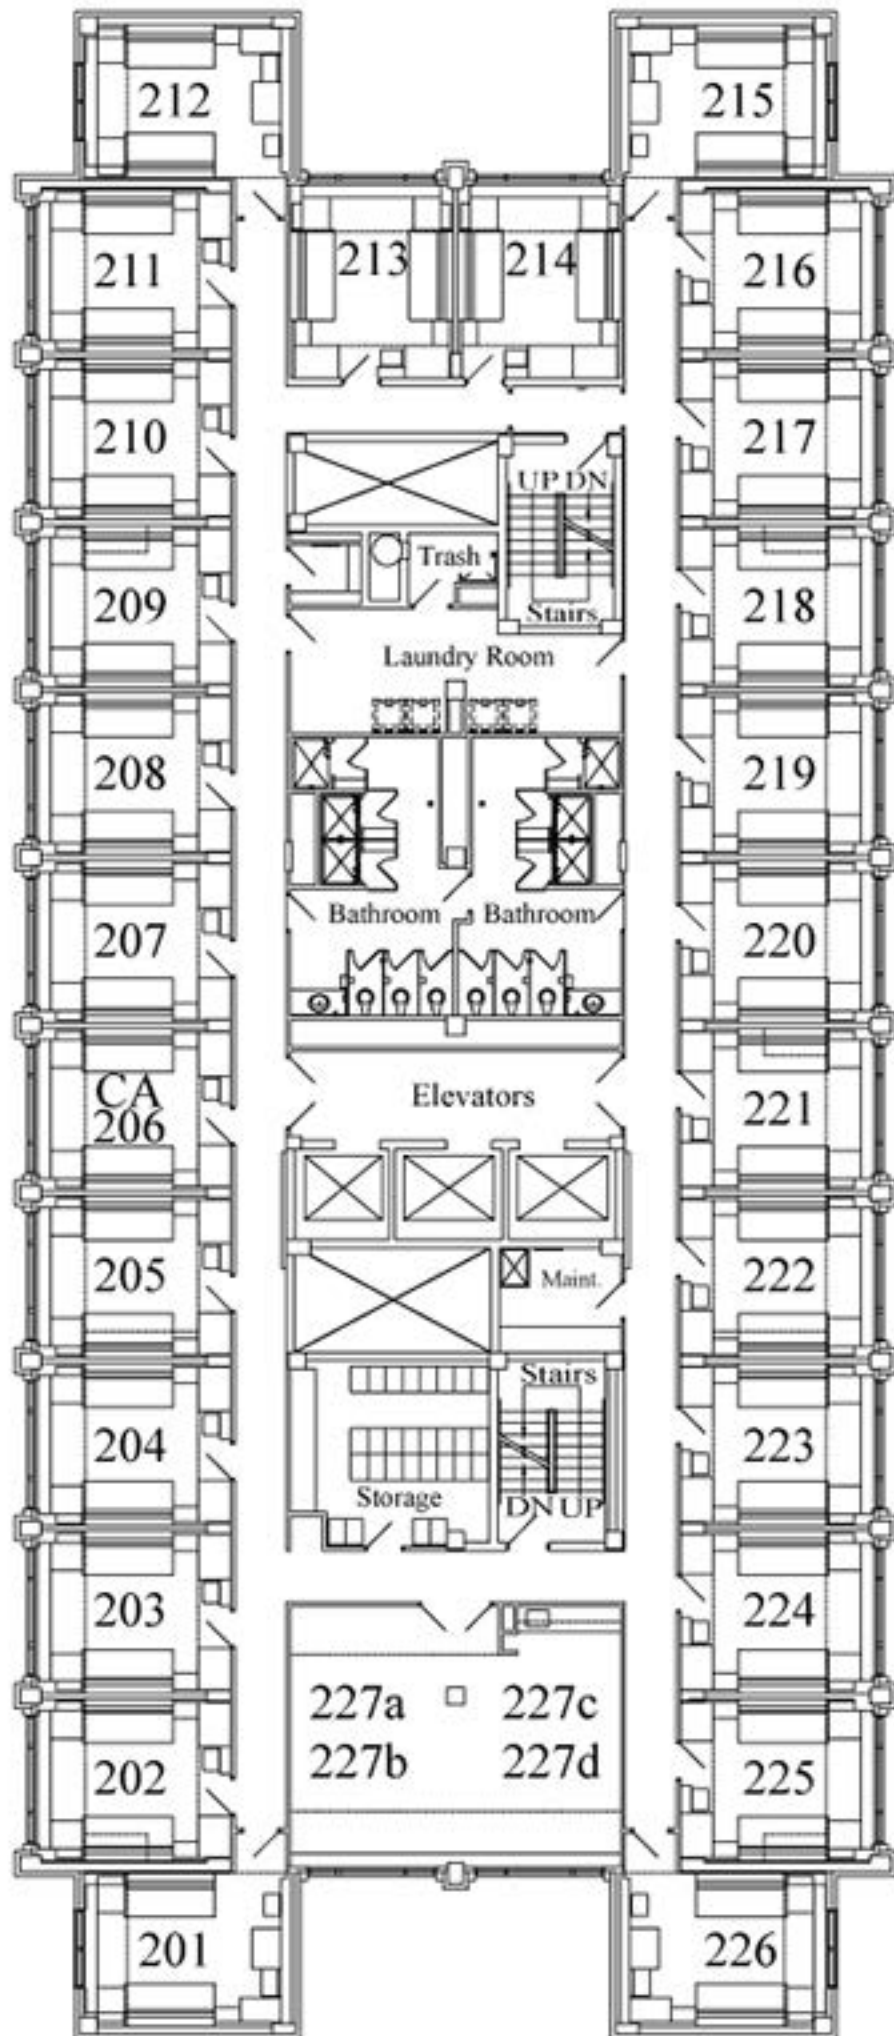 212
215
211
213
214
216
210
217
UP DN
209
Trash
218
Stairs
Laundry Room
208
219
207
Bathroom
Bathroom
220
CA
206
Elevators
221
205
Maint.
222
Stairs
204
223
Storage
DN UP
203
224
227a
227c
227b
227d
202
225
201
226